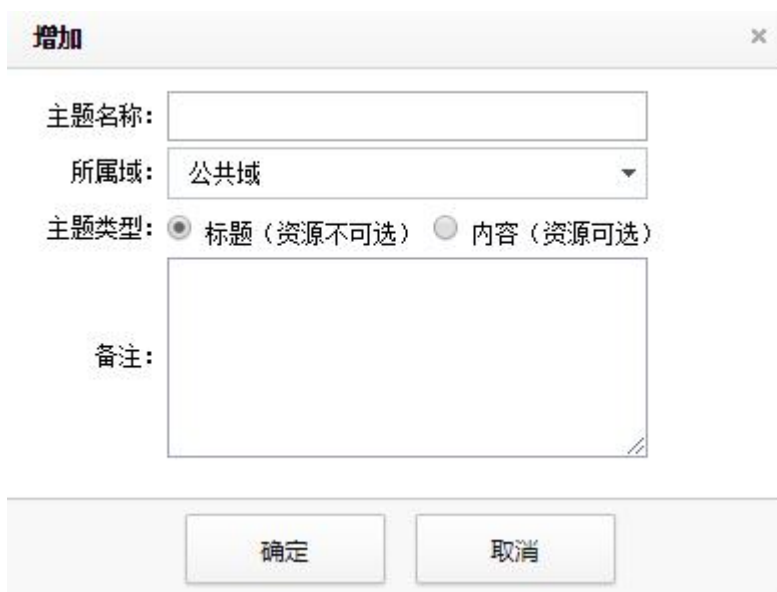 增加
主题名称：
所属域： 公共域
主题类型： 标题（资源不可选） 内容（资源可选）
备注：
确定 取消